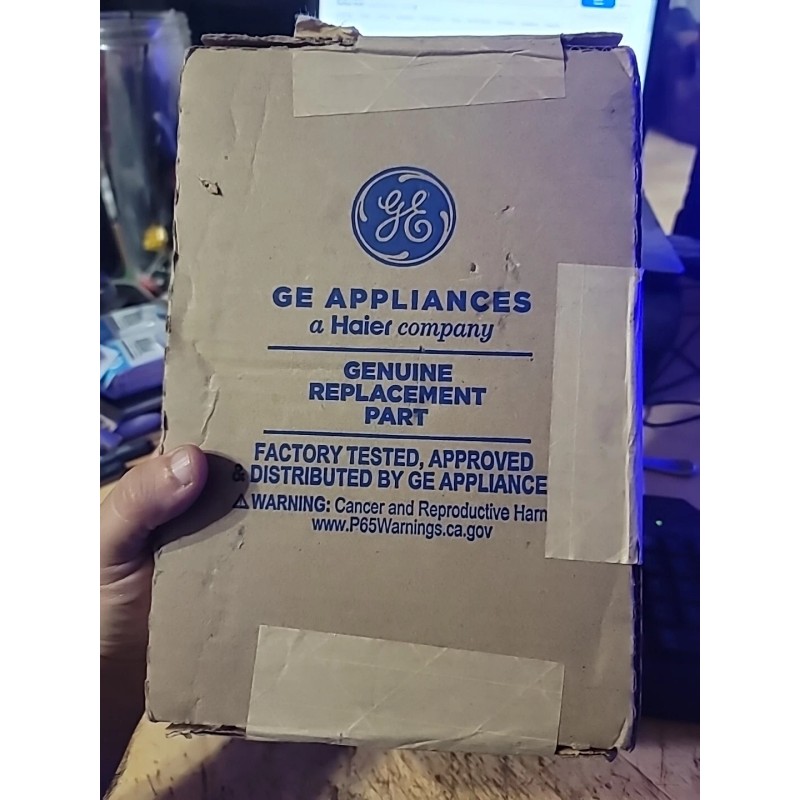 GE
GE APPLIANCES
a Haier company
GENUINE
REPLACEMENT
PART
FACTORY TESTED, APPROVED
& DISTRIBUTED BY GE APPLIANCE
⚠ WARNING: Cancer and Reproductive Harm
www.P65Warnings.ca.gov